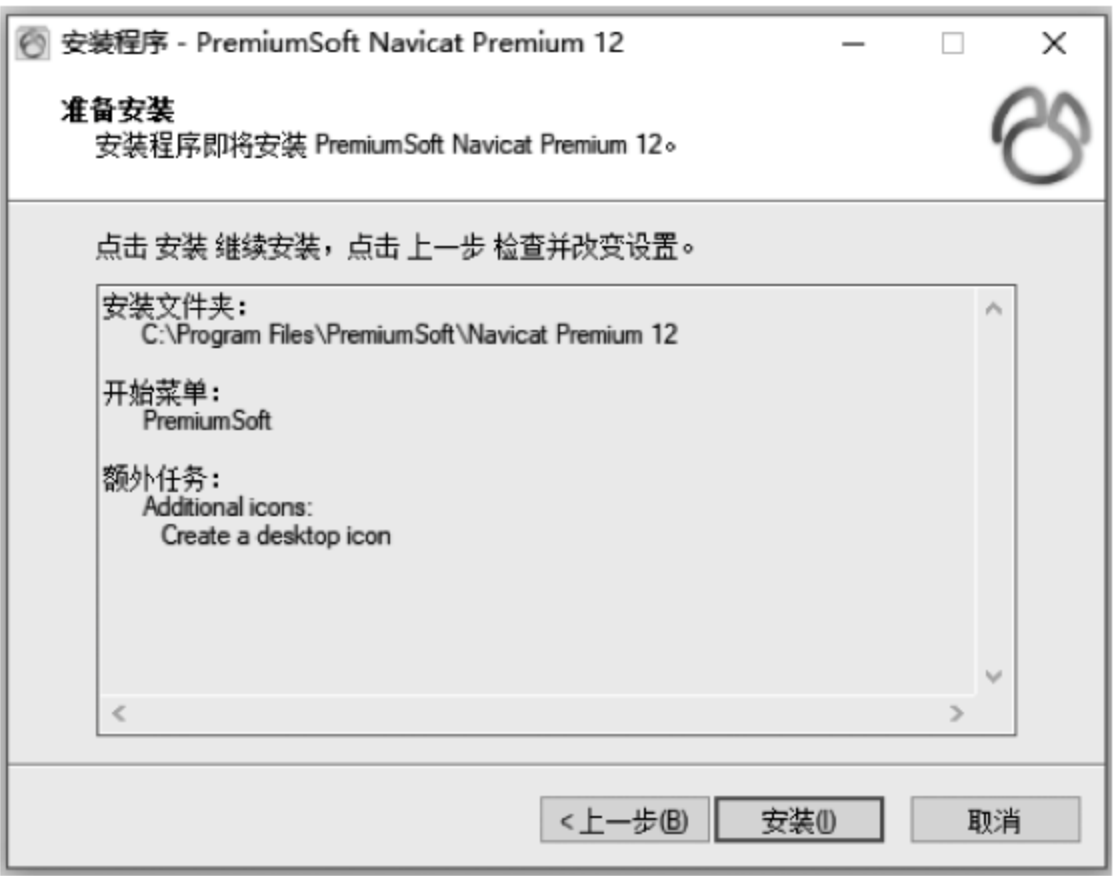 安装程序 - PremiumSoft Navicat Premium 12
准备安装
安装程序即将安装 PremiumSoft Navicat Premium 12。
点击 安装 继续安装，点击 上一步 检查并改变设置。
安装文件夹：
C:\Program Files\PremiumSoft\Navicat Premium 12
开始菜单：
PremiumSoft
额外任务：
Additional icons:
Create a desktop icon
<上一步(B) 安装(I) 取消